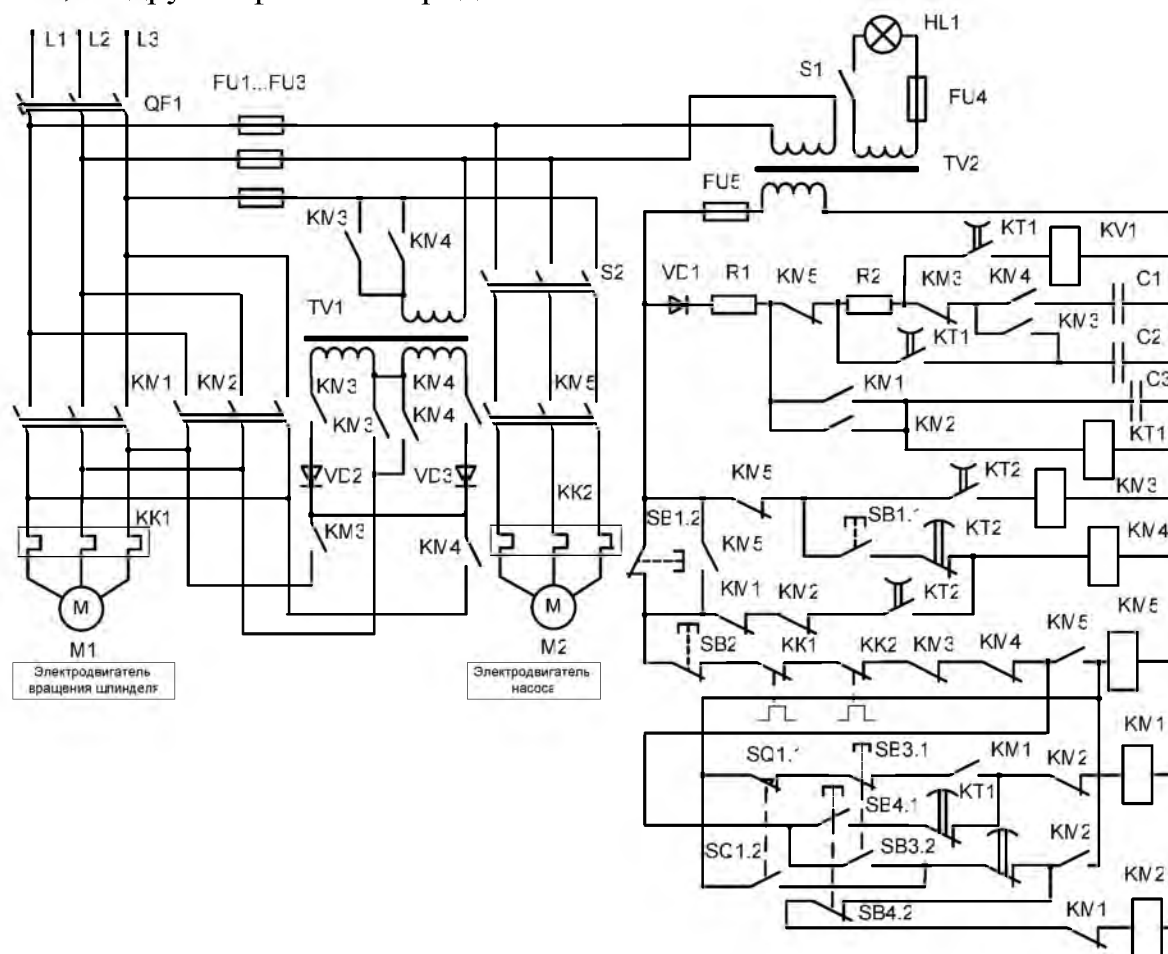 L1 L2 L3
HL1
S1
FU1...FU3
QF1
FU4
TV2
FU5
KM3
KM4
KT1
KV1
S2
VD1
R1
KM5
R2
KM3
KM4
C1
TV1
KT1
KM3
C2
KM1
KM2
KM3
KM4
KM5
KM1
C3
KM3
KM4
KM2
KT1
VD2
VD3
KM5
KT2
KM3
KK1
KK2
SB1.2
SB1.1
KM3
KM4
KM5
KT2
KM4
KM1
KM2
KT2
M
M
M1
M2
SB2
KK1
KK2
KM3
KM4
KM5
KM5
Электродвигатель
вращения шпинделя
Электродвигатель
насоса
SQ1.1
SB3.1
KM1
KM2
KM1
SB4.1
KT1
SQ1.2
SB3.2
KM2
KM2
SB4.2
KM1